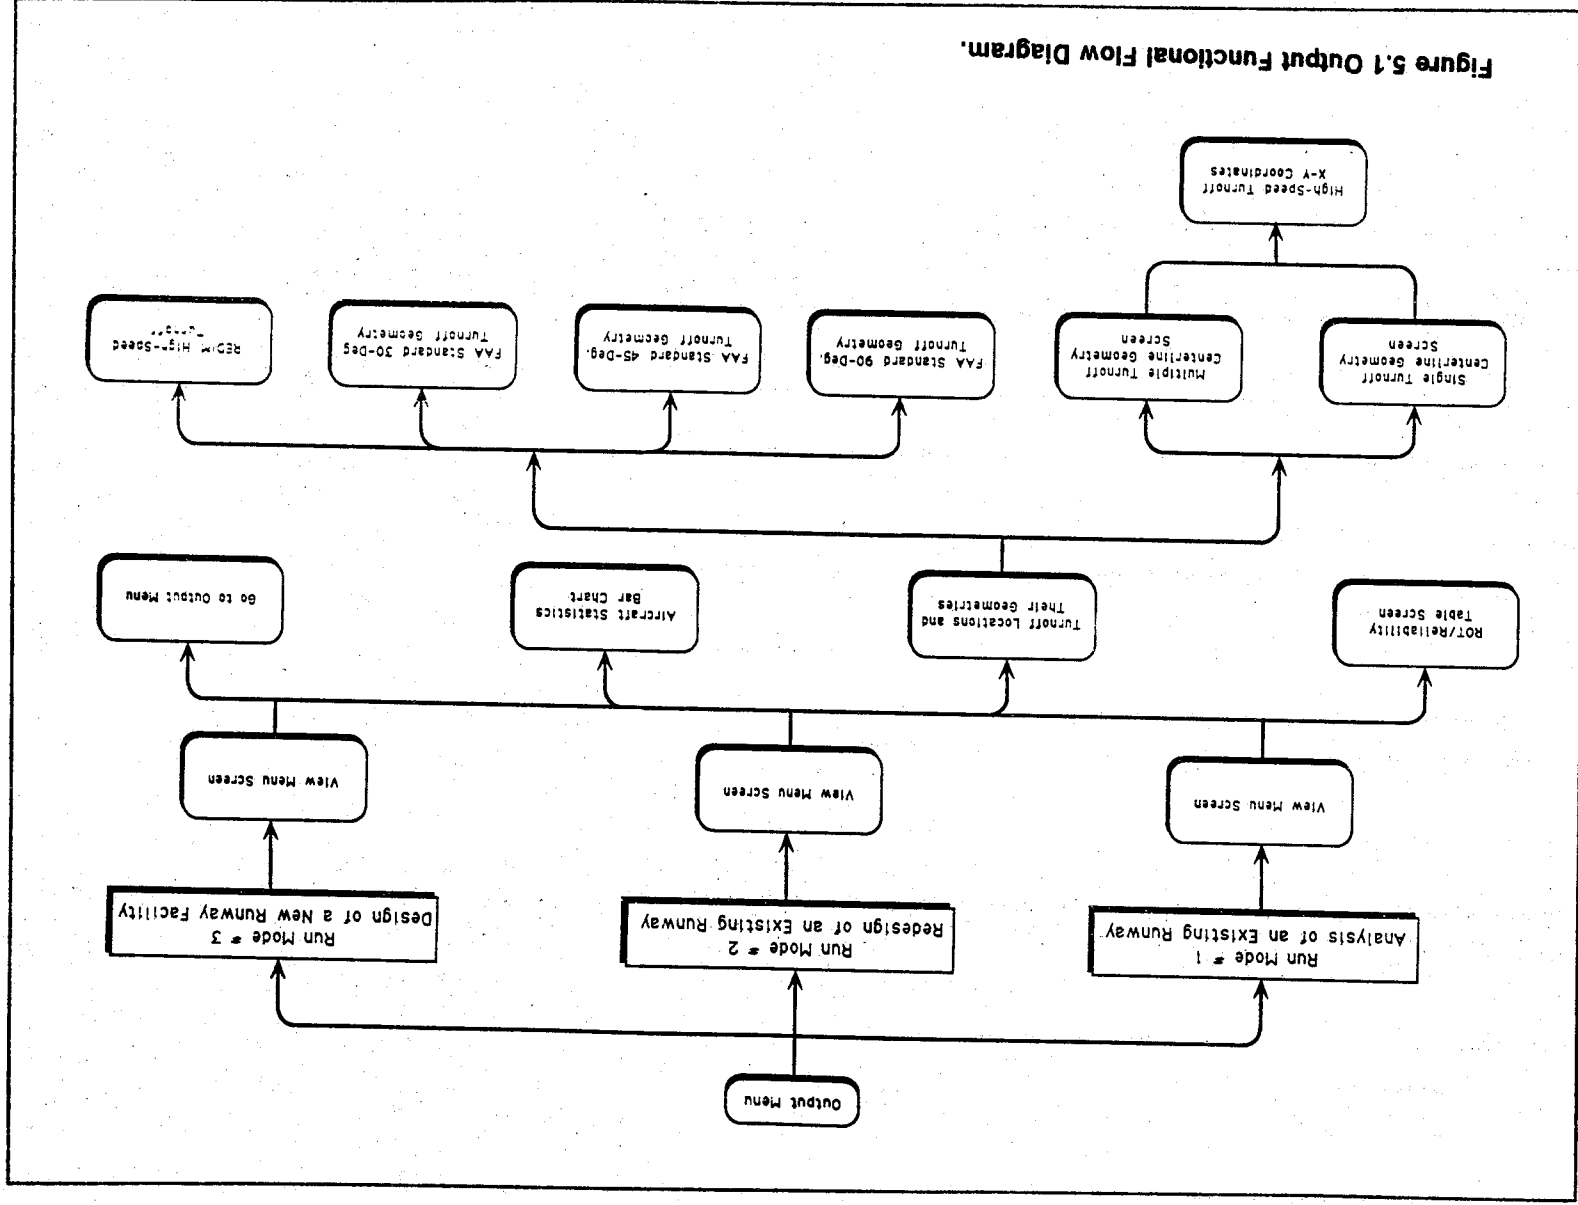 Output Menu
Run Mode # 1
Analysis of an Existing Runway
Run Mode # 2
Redesign of an Existing Runway
Run Mode # 3
Design of a New Runway Facility
View Menu Screen
View Menu Screen
View Menu Screen
ROT/Reliability
Table Screen
Turnoff Locations and
Their Geometries
Aircraft Statistics
Bar Chart
Go to Output Menu
Single Turnoff
Centerline Geometry
Screen
Multiple Turnoff
Centerline Geometry
Screen
FAA Standard 90-Deg.
Turnoff Geometry
FAA Standard 45-Deg.
Turnoff Geometry
FAA Standard 30-Deg
Turnoff Geometry
REDIM High-Speed
Turnoff
High-Speed Turnoff
X-Y Coordinates
Figure 5.1 Output Functional Flow Diagram.